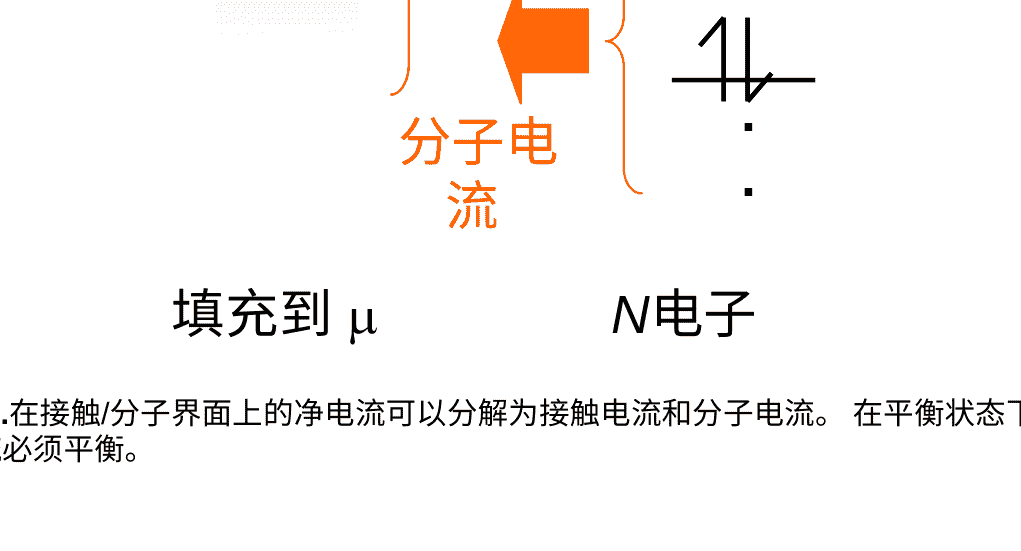 分子电
流
填充到 μ
N电子
.在接触/分子界面上的净电流可以分解为接触电流和分子电流。 在平衡状态
必须平衡。